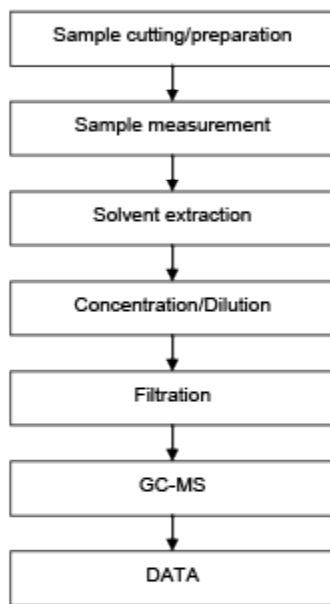 Sample cutting/preparation
Sample measurement
Solvent extraction
Concentration/Dilution
Filtration
GC-MS
DATA